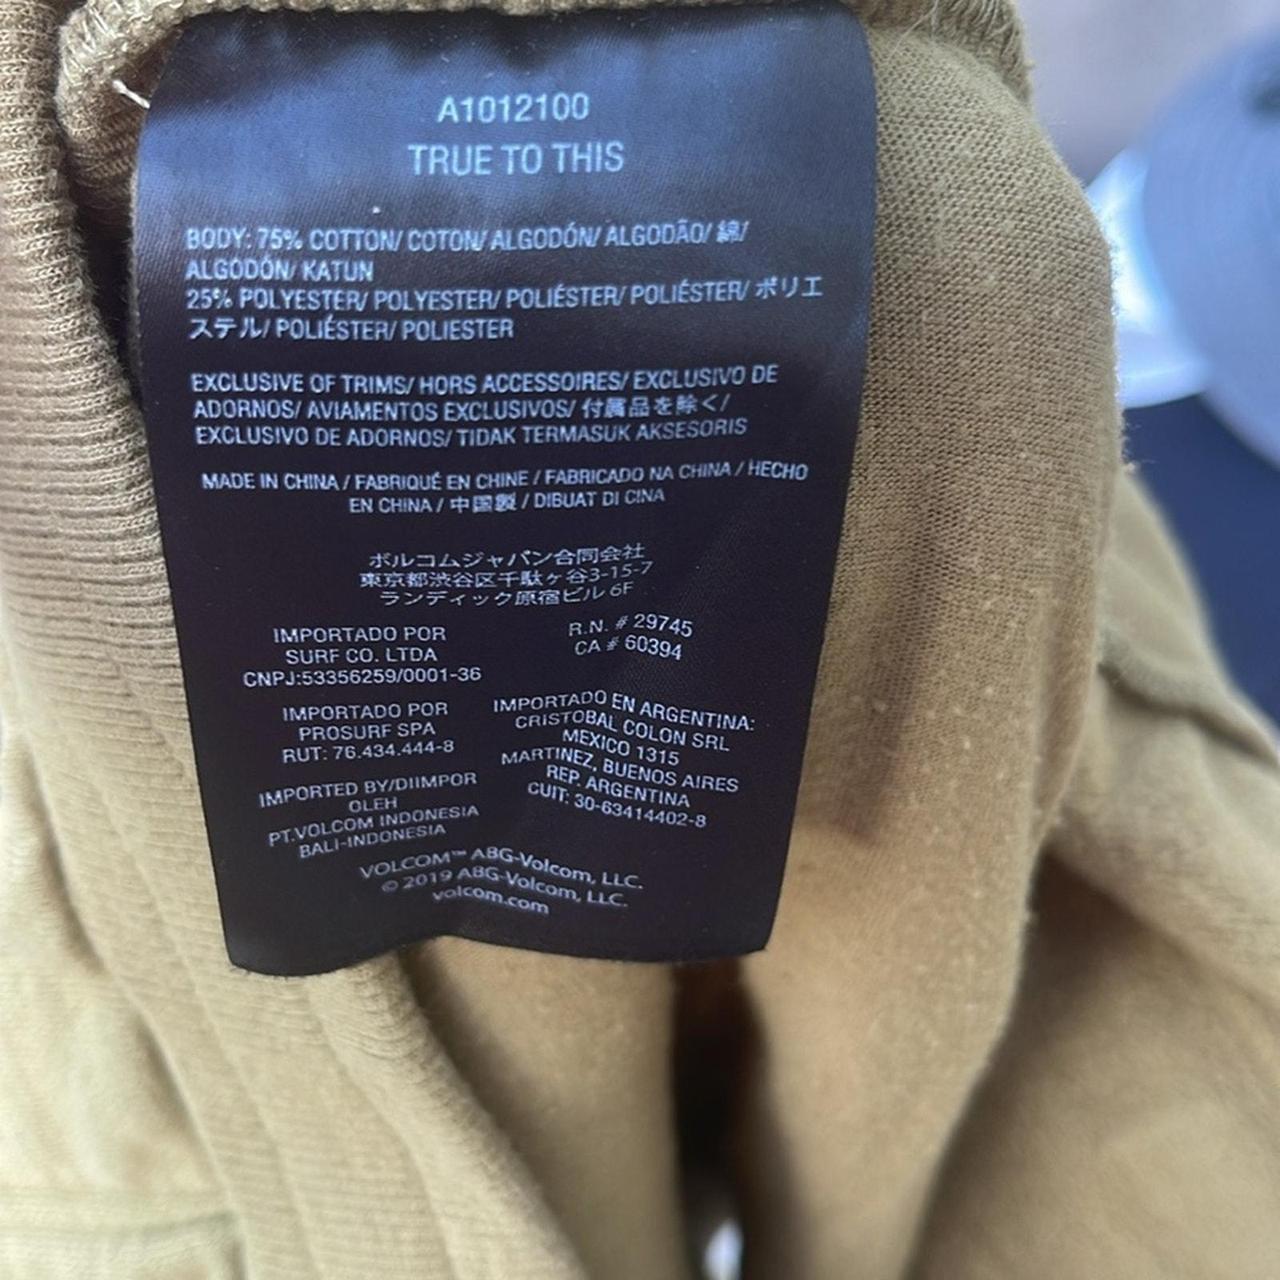 A1012100
TRUE TO THIS
BODY: 75% COTTON/ COTON/ ALGODÓN/ ALGODÃO/ 綿/
ALGODÓN/ KATUN
25% POLYESTER/ POLYESTER/ POLIÉSTER/ POLIÉSTER/ ポリエ
ステル/ POLIÉSTER/ POLIESTER
EXCLUSIVE OF TRIMS/ HORS ACCESSOIRES/ EXCLUSIVO DE
ADORNOS/ AVIAMENTOS EXCLUSIVOS/ 付属品を除く/
EXCLUSIVO DE ADORNOS/ TIDAK TERMASUK AKSESORIS
MADE IN CHINA / FABRIQUÉ EN CHINE / FABRICADO NA CHINA / HECHO
EN CHINA / 中国製 / DIBUAT DI CINA
ボルコムジャパン合同会社
東京都渋谷区千駄ヶ谷3-15-7
ランディック原宿ビル 6F
IMPORTADO POR
SURF CO. LTDA
CNPJ:53356259/0001-36
R.N. # 29745
CA # 60394
IMPORTADO POR
PROSURF SPA
RUT: 76.434.444-8
IMPORTADO EN ARGENTINA:
CRISTOBAL COLON SRL
MEXICO 1315
MARTINEZ, BUENOS AIRES
REP. ARGENTINA
CUIT: 30-63414402-8
IMPORTED BY/DIIMPOR
OLEH
PT.VOLCOM INDONESIA
BALI-INDONESIA
VOLCOM™ ABG-Volcom, LLC.
© 2019 ABG-Volcom, LLC.
volcom.com